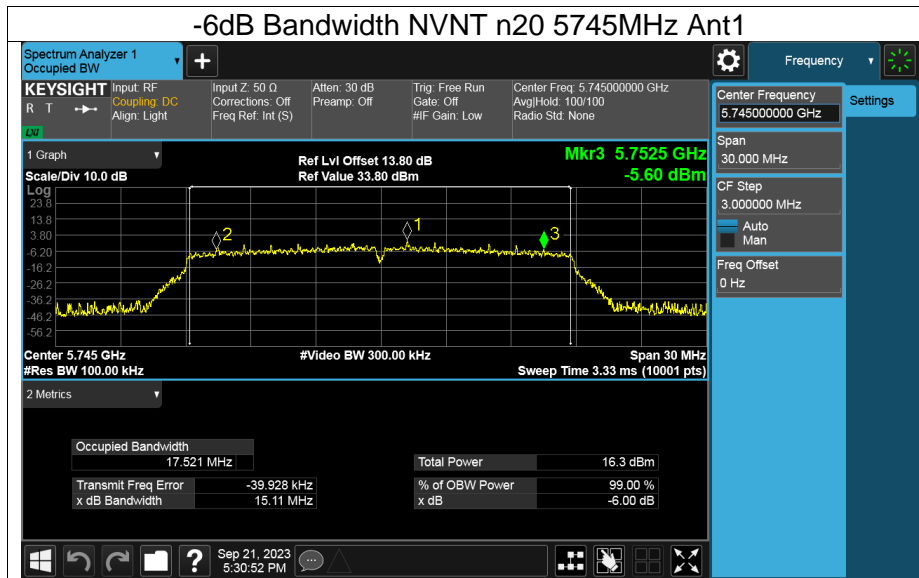 -6dB Bandwidth NVNT n20 5745MHz Ant1
Spectrum Analyzer 1
Occupied BW
+
Frequency
KEYSIGHT
R T
LXI
Input: RF
Coupling: DC
Align: Light
Input Z: 50 Ω
Corrections: Off
Freq Ref: Int (S)
Atten: 30 dB
Preamp: Off
Trig: Free Run
Gate: Off
#IF Gain: Low
Center Freq: 5.745000000 GHz
Avg|Hold: 100/100
Radio Std: None
Center Frequency
5.745000000 GHz
Settings
Span
30.000 MHz
CF Step
3.000000 MHz
Auto
Man
Freq Offset
0 Hz
1 Graph
Scale/Div 10.0 dB
Ref Lvl Offset 13.80 dB
Ref Value 33.80 dBm
Mkr3 5.7525 GHz
-5.60 dBm
Log
23.8
13.8
3.80
-6.20
-16.2
-26.2
-36.2
-46.2
-56.2
2
1
3
Center 5.745 GHz
#Video BW 300.00 kHz
Span 30 MHz
#Res BW 100.00 kHz
Sweep Time 3.33 ms (10001 pts)
2 Metrics
Occupied Bandwidth
17.521 MHz
Total Power 16.3 dBm
Transmit Freq Error -39.928 kHz
% of OBW Power 99.00 %
x dB Bandwidth 15.11 MHz
x dB -6.00 dB
?
Sep 21, 2023
5:30:52 PM